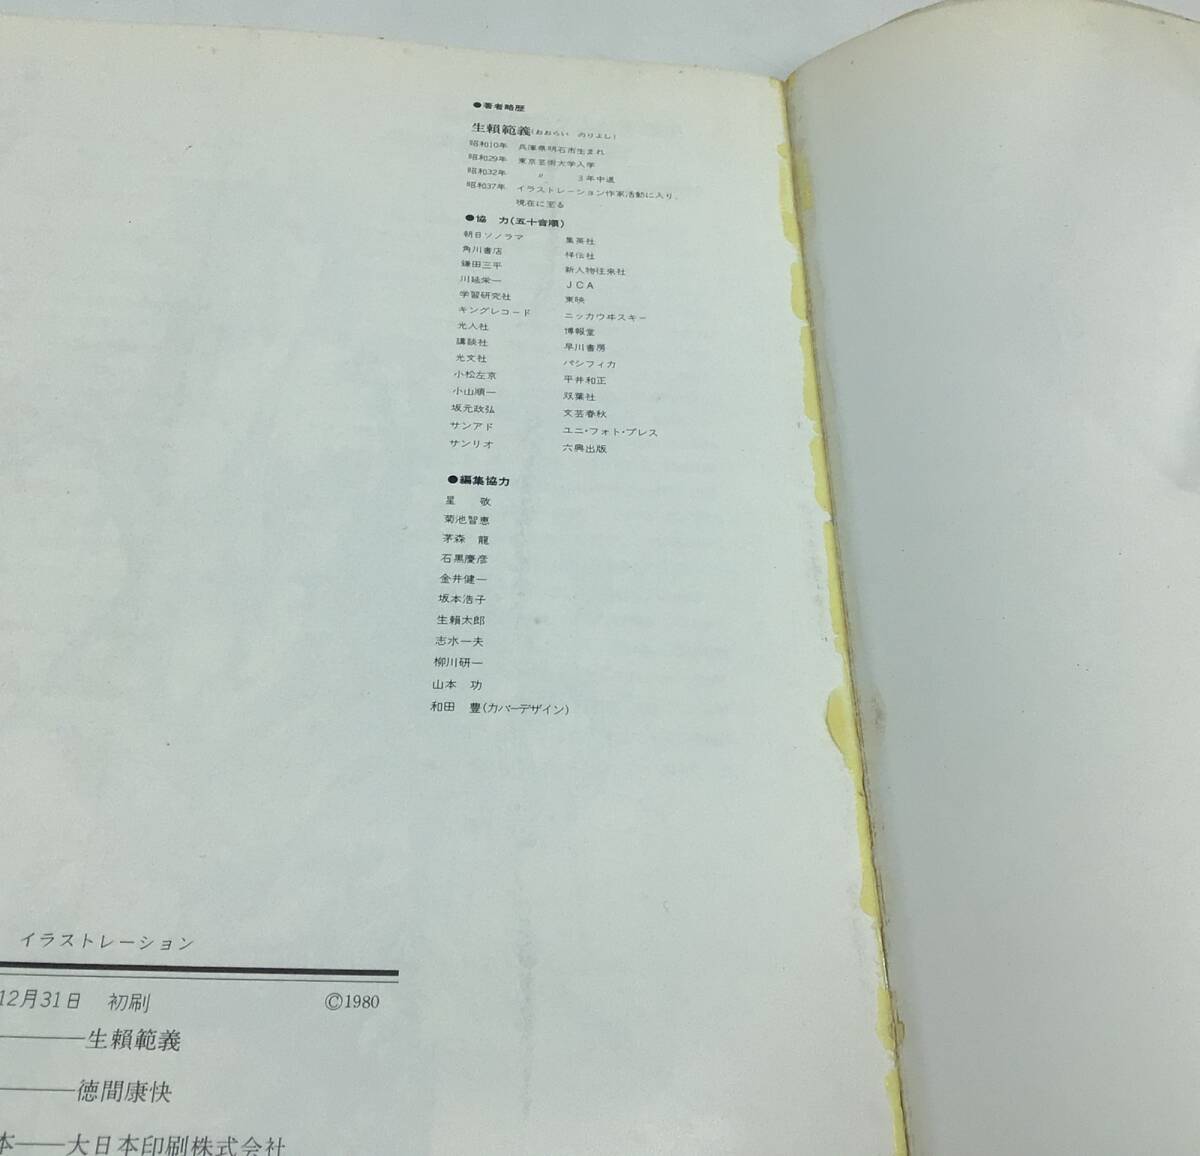 ●著者略歴
生賴範義(おおらい のりよし)
昭和10年 兵庫県明石市生まれ
昭和29年 東京芸術大学入学
昭和32年 〃 3年中退
昭和37年 イラストレーション作家活動に入り、
現在に至る
●協 力(五十音順)
朝日ソノラマ
角川書店
鎌田三平
川延栄一
学習研究社
キングレコード
光人社
講談社
光文社
小松左京
小山順一
坂元政弘
サンアド
サンリオ
集英社
祥伝社
新人物往来社
JCA
東映
ニッカウヰスキー
博報堂
早川書房
パシフィカ
平井和正
双葉社
文芸春秋
ユニ・フォト・プレス
六興出版
●編集協力
星 敬
菊池智恵
茅森 龍
石黒慶彦
金井健一
坂本浩子
生賴太郎
志水一夫
柳川研一
山本 功
和田 豊(カバーデザイン)
イラストレーション
12月31日 初刷 ©1980
――生賴範義
――徳間康快
本――大日本印刷株式会社